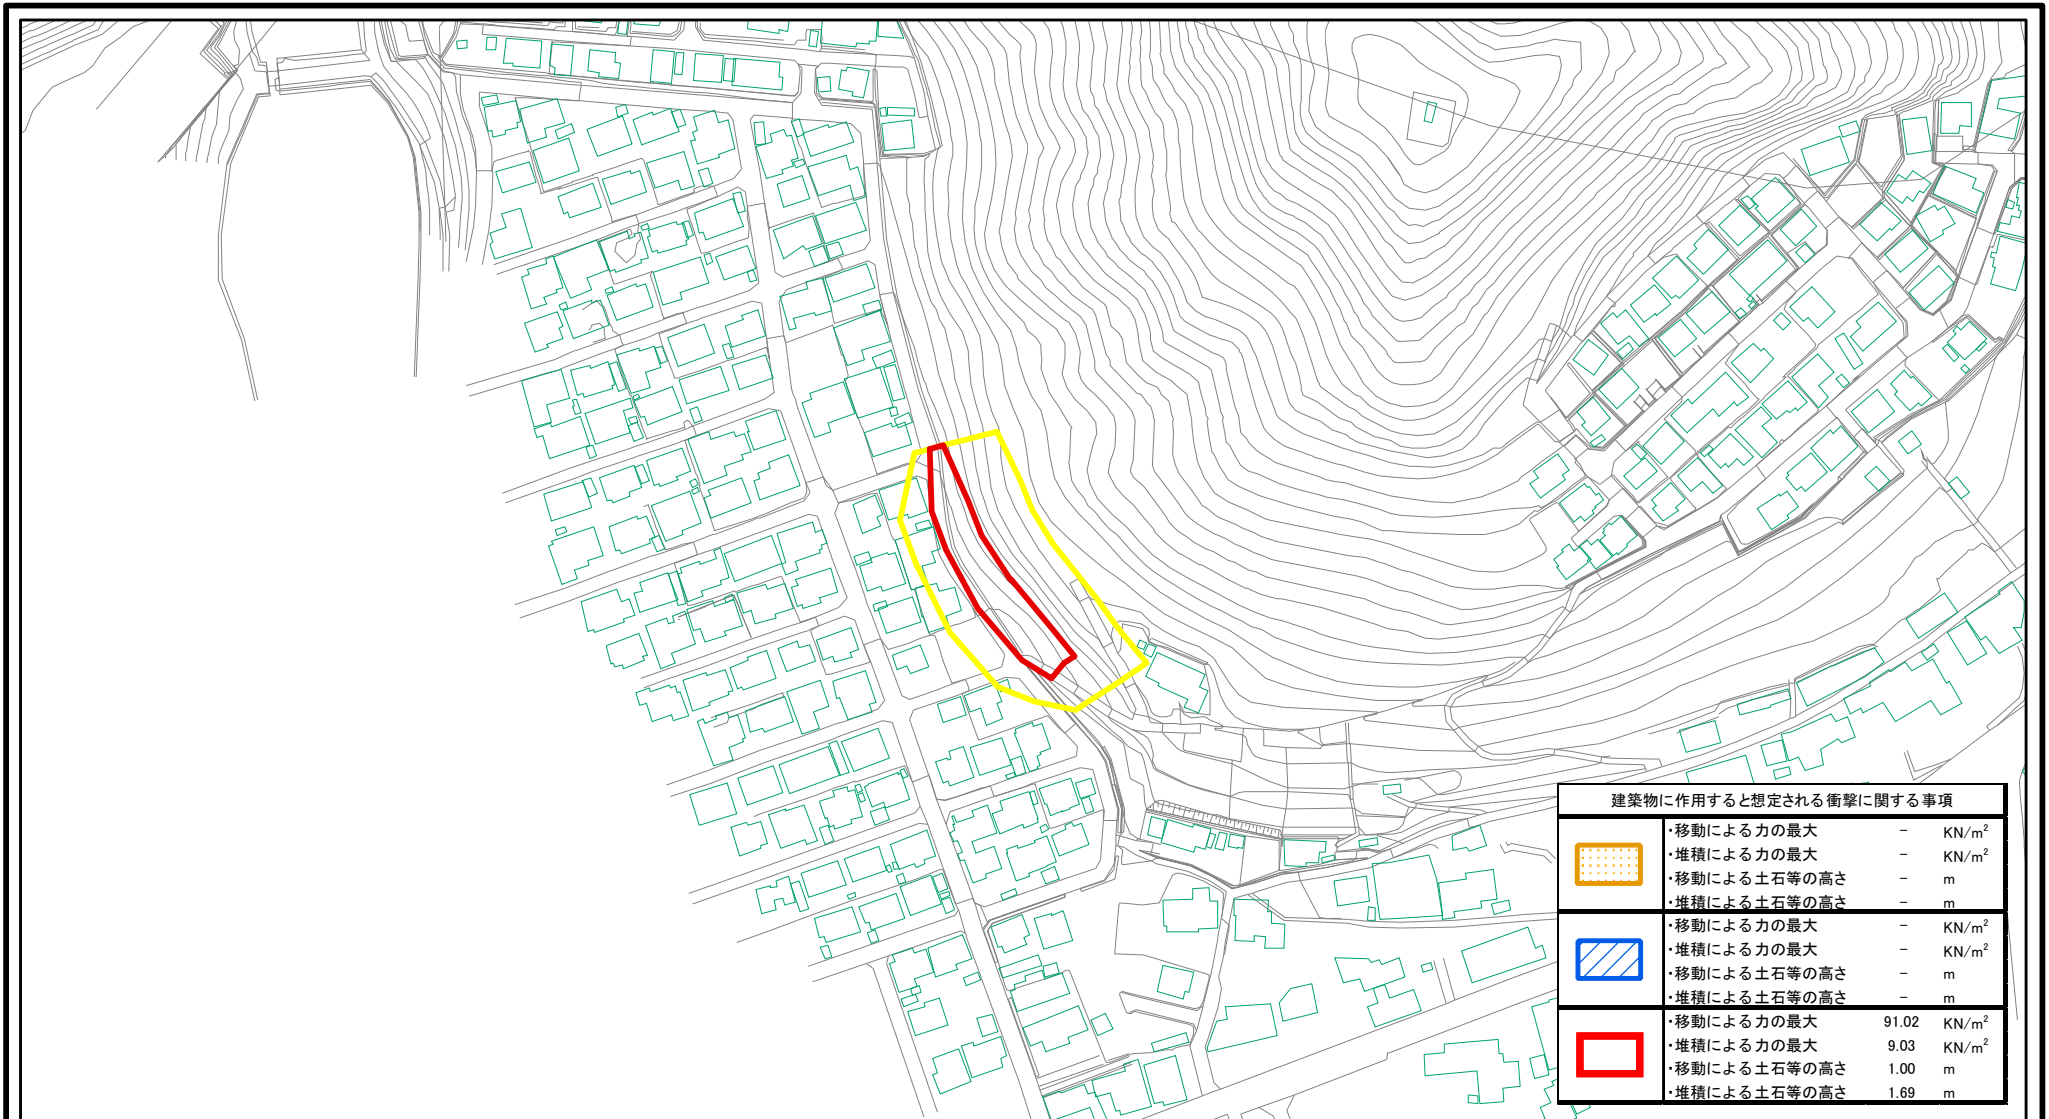 建築物に作用すると想定される衝撃に関する事項
・移動による力の最大 － KN/m²
・堆積による力の最大 － KN/m²
・移動による土石等の高さ － m
・堆積による土石等の高さ － m
・移動による力の最大 － KN/m²
・堆積による力の最大 － KN/m²
・移動による土石等の高さ － m
・堆積による土石等の高さ － m
・移動による力の最大 91.02 KN/m²
・堆積による力の最大 9.03 KN/m²
・移動による土石等の高さ 1.00 m
・堆積による土石等の高さ 1.69 m